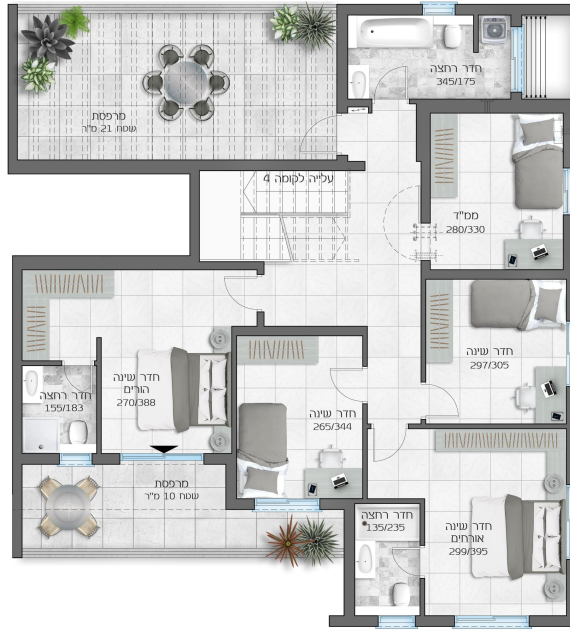 חדר רחצה
345/175
מרפסת
שטח 21 מ"ר
עלייה לקומה 4
ממ"ד
280/330
חדר שינה
297/305
חדר שינה
הורים
270/388
חדר רחצה
155/183
חדר שינה
265/344
מרפסת
שטח 10 מ"ר
חדר רחצה
135/235
חדר שינה
אורחים
299/395